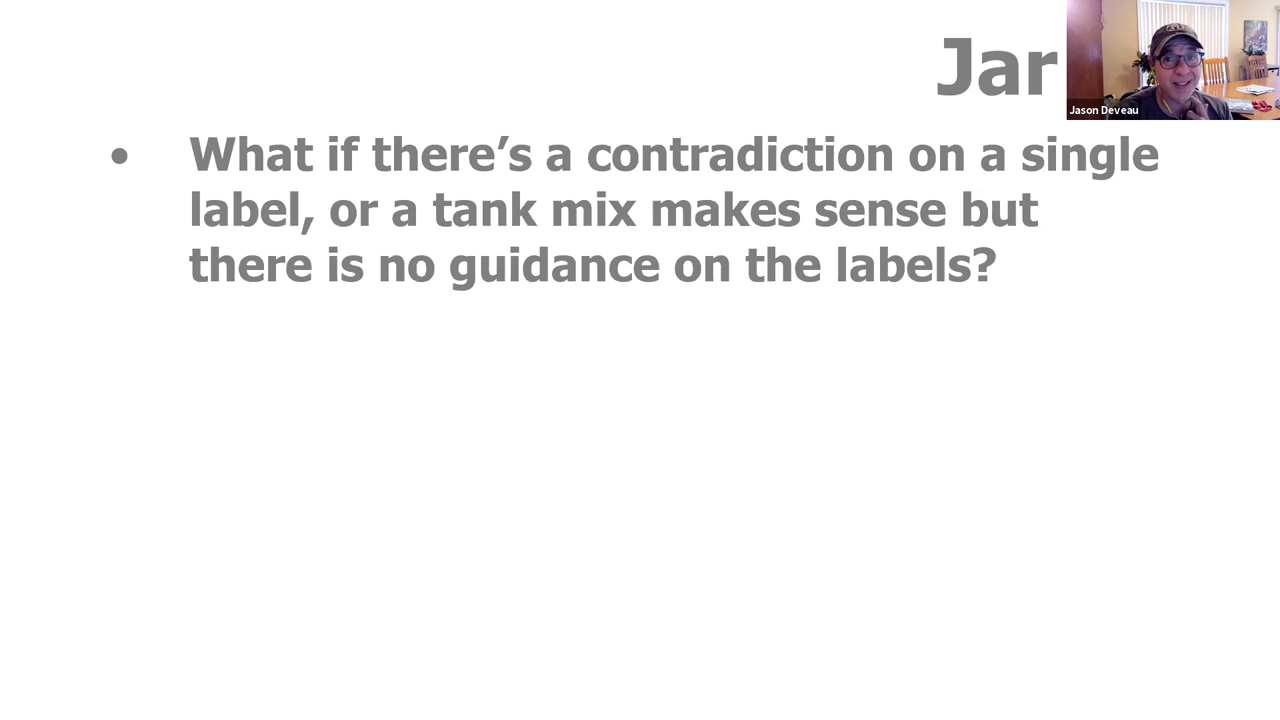 Jar
Jason Deveau
• What if there’s a contradiction on a single
label, or a tank mix makes sense but
there is no guidance on the labels?